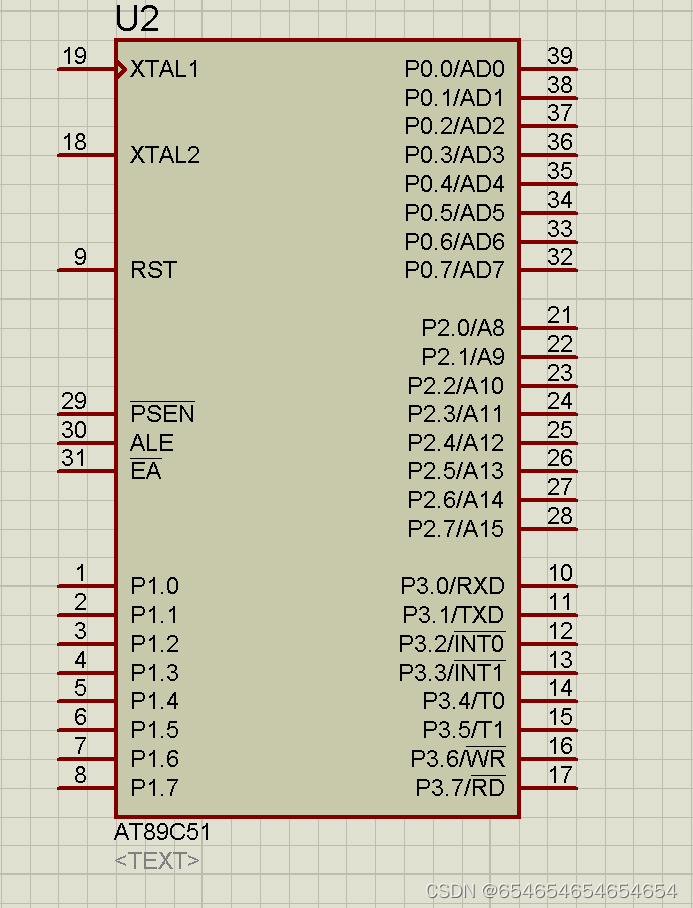 U2
19 XTAL1 P0.0/AD0 39
P0.1/AD1 38
P0.2/AD2 37
18 XTAL2 P0.3/AD3 36
P0.4/AD4 35
P0.5/AD5 34
P0.6/AD6 33
9 RST P0.7/AD7 32
P2.0/A8 21
P2.1/A9 22
P2.2/A10 23
29 PSEN P2.3/A11 24
30 ALE P2.4/A12 25
31 EA P2.5/A13 26
P2.6/A14 27
P2.7/A15 28
1 P1.0 P3.0/RXD 10
2 P1.1 P3.1/TXD 11
3 P1.2 P3.2/INT0 12
4 P1.3 P3.3/INT1 13
5 P1.4 P3.4/T0 14
6 P1.5 P3.5/T1 15
7 P1.6 P3.6/WR 16
8 P1.7 P3.7/RD 17
AT89C51
<TEXT>
CSDN @654654654654654